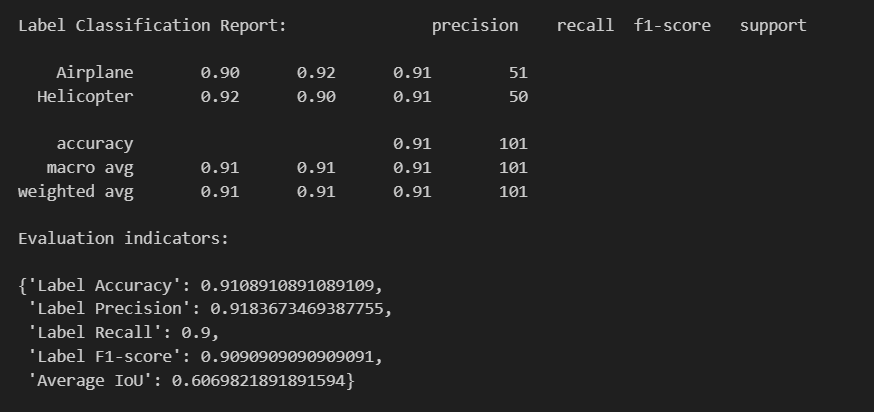 Label Classification Report: precision recall f1-score support
Airplane 0.90 0.92 0.91 51
Helicopter 0.92 0.90 0.91 50
accuracy 0.91 101
macro avg 0.91 0.91 0.91 101
weighted avg 0.91 0.91 0.91 101
Evaluation indicators:
{'Label Accuracy': 0.9108910891089109,
'Label Precision': 0.9183673469387755,
'Label Recall': 0.9,
'Label F1-score': 0.9090909090909091,
'Average IoU': 0.6069821891891594}